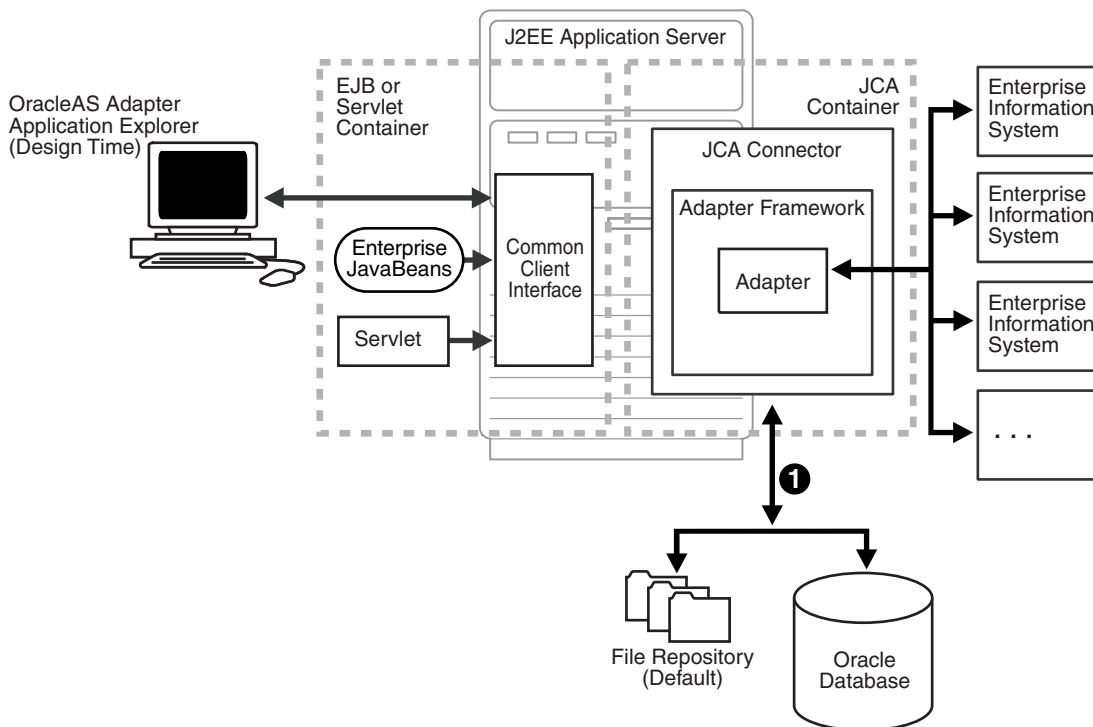 J2EE Application Server
EJB or
Servlet
Container
JCA
Container
OracleAS Adapter
Application Explorer
(Design Time)
JCA Connector
Adapter Framework
Adapter
Enterprise
JavaBeans
Servlet
Common
Client
Interface
Enterprise
Information
System
Enterprise
Information
System
Enterprise
Information
System
. . .
1
File Repository
(Default)
Oracle
Database